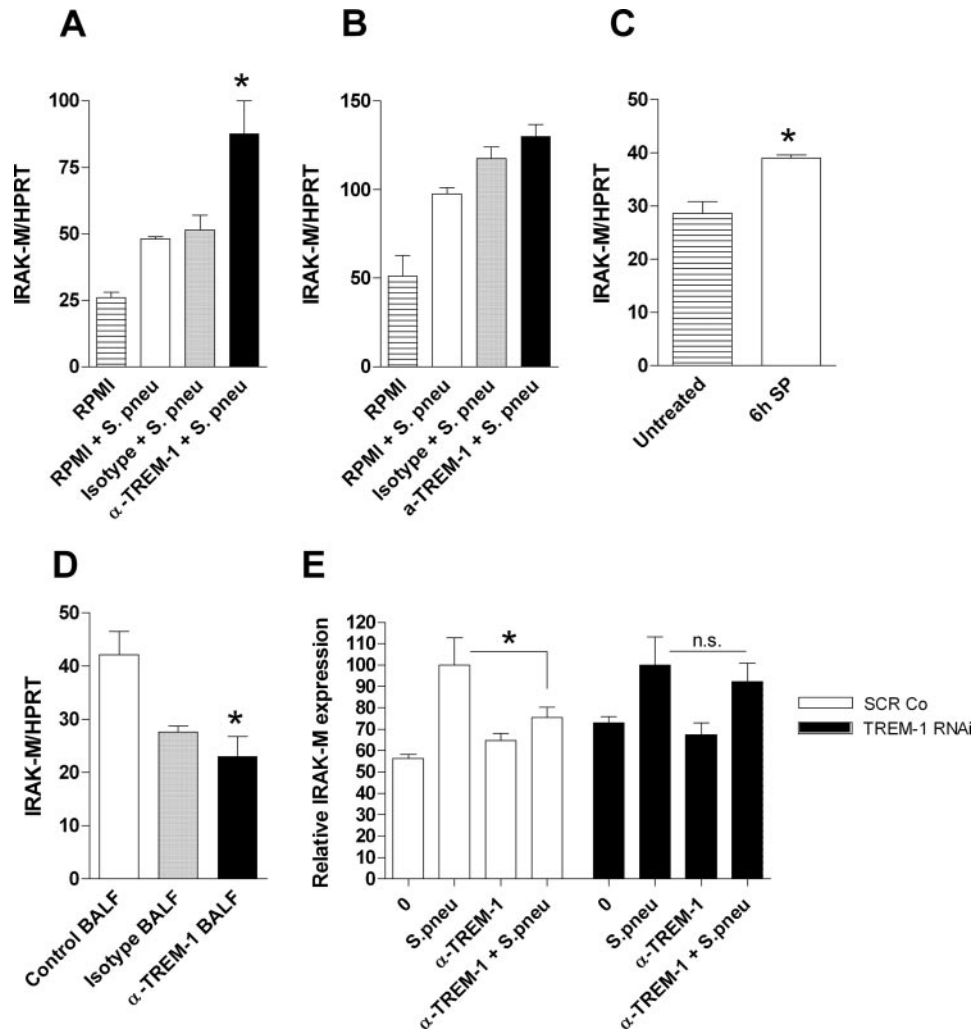 A
*
100
75
50
25
0
IRAK-M/HPRT
RPMI
RPMI + S. pneu
Isotype + S. pneu
α-TREM-1 + S. pneu
B
150
100
50
0
IRAK-M/HPRT
RPMI
RPMI + S. pneu
Isotype + S. pneu
a-TREM-1 + S. pneu
C
*
50
40
30
20
10
0
IRAK-M/HPRT
Untreated
6h SP
D
*
50
40
30
20
10
0
IRAK-M/HPRT
Control BALF
Isotype BALF
α-TREM-1 BALF
E
120
110
100
90
80
70
60
50
40
30
20
10
0
Relative IRAK-M expression
*
n.s.
0
S.pneu
α-TREM-1
α-TREM-1 + S.pneu
0
S.pneu
α-TREM-1
α-TREM-1 + S.pneu
SCR Co
TREM-1 RNAi